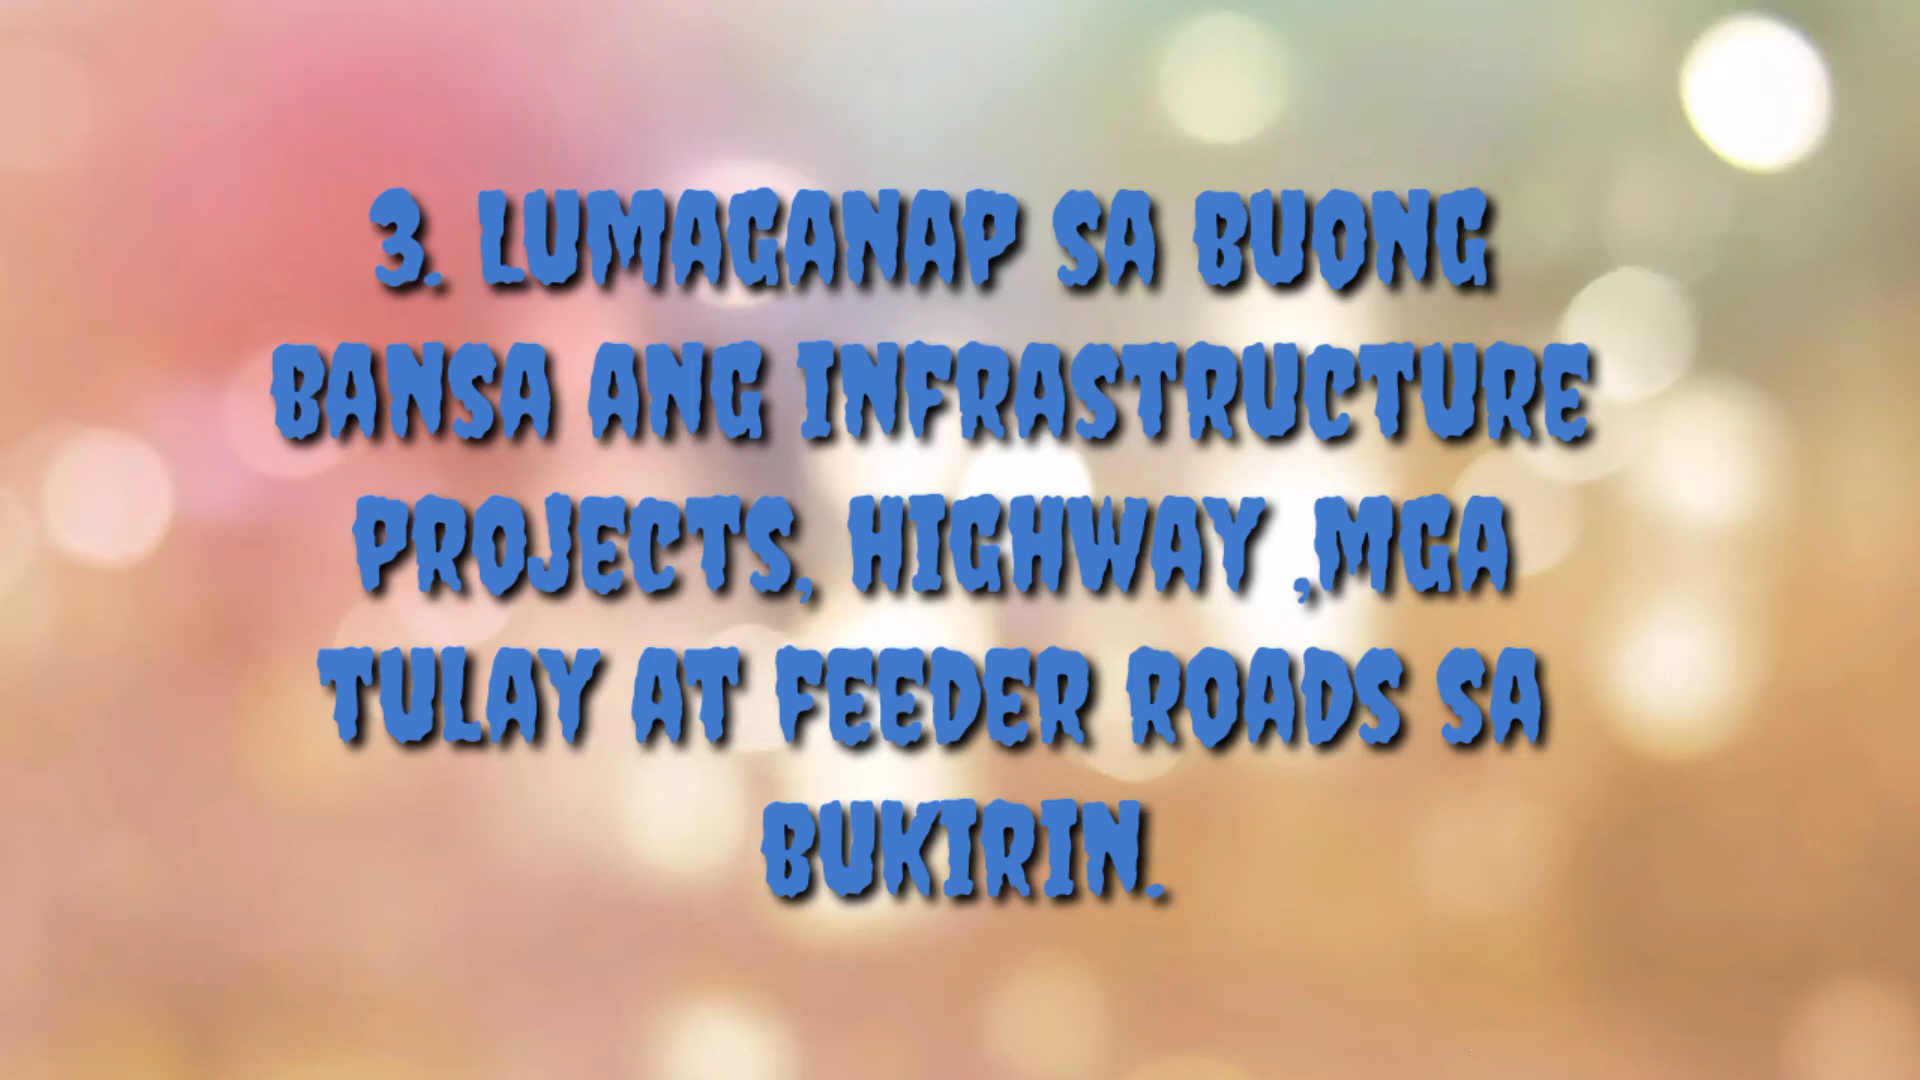 3. LUMAGANAP SA BUONG
BANSA ANG INFRASTRUCTURE
PROJECTS, HIGHWAY ,MGA
TULAY AT FEEDER ROADS SA
BUKIRIN.